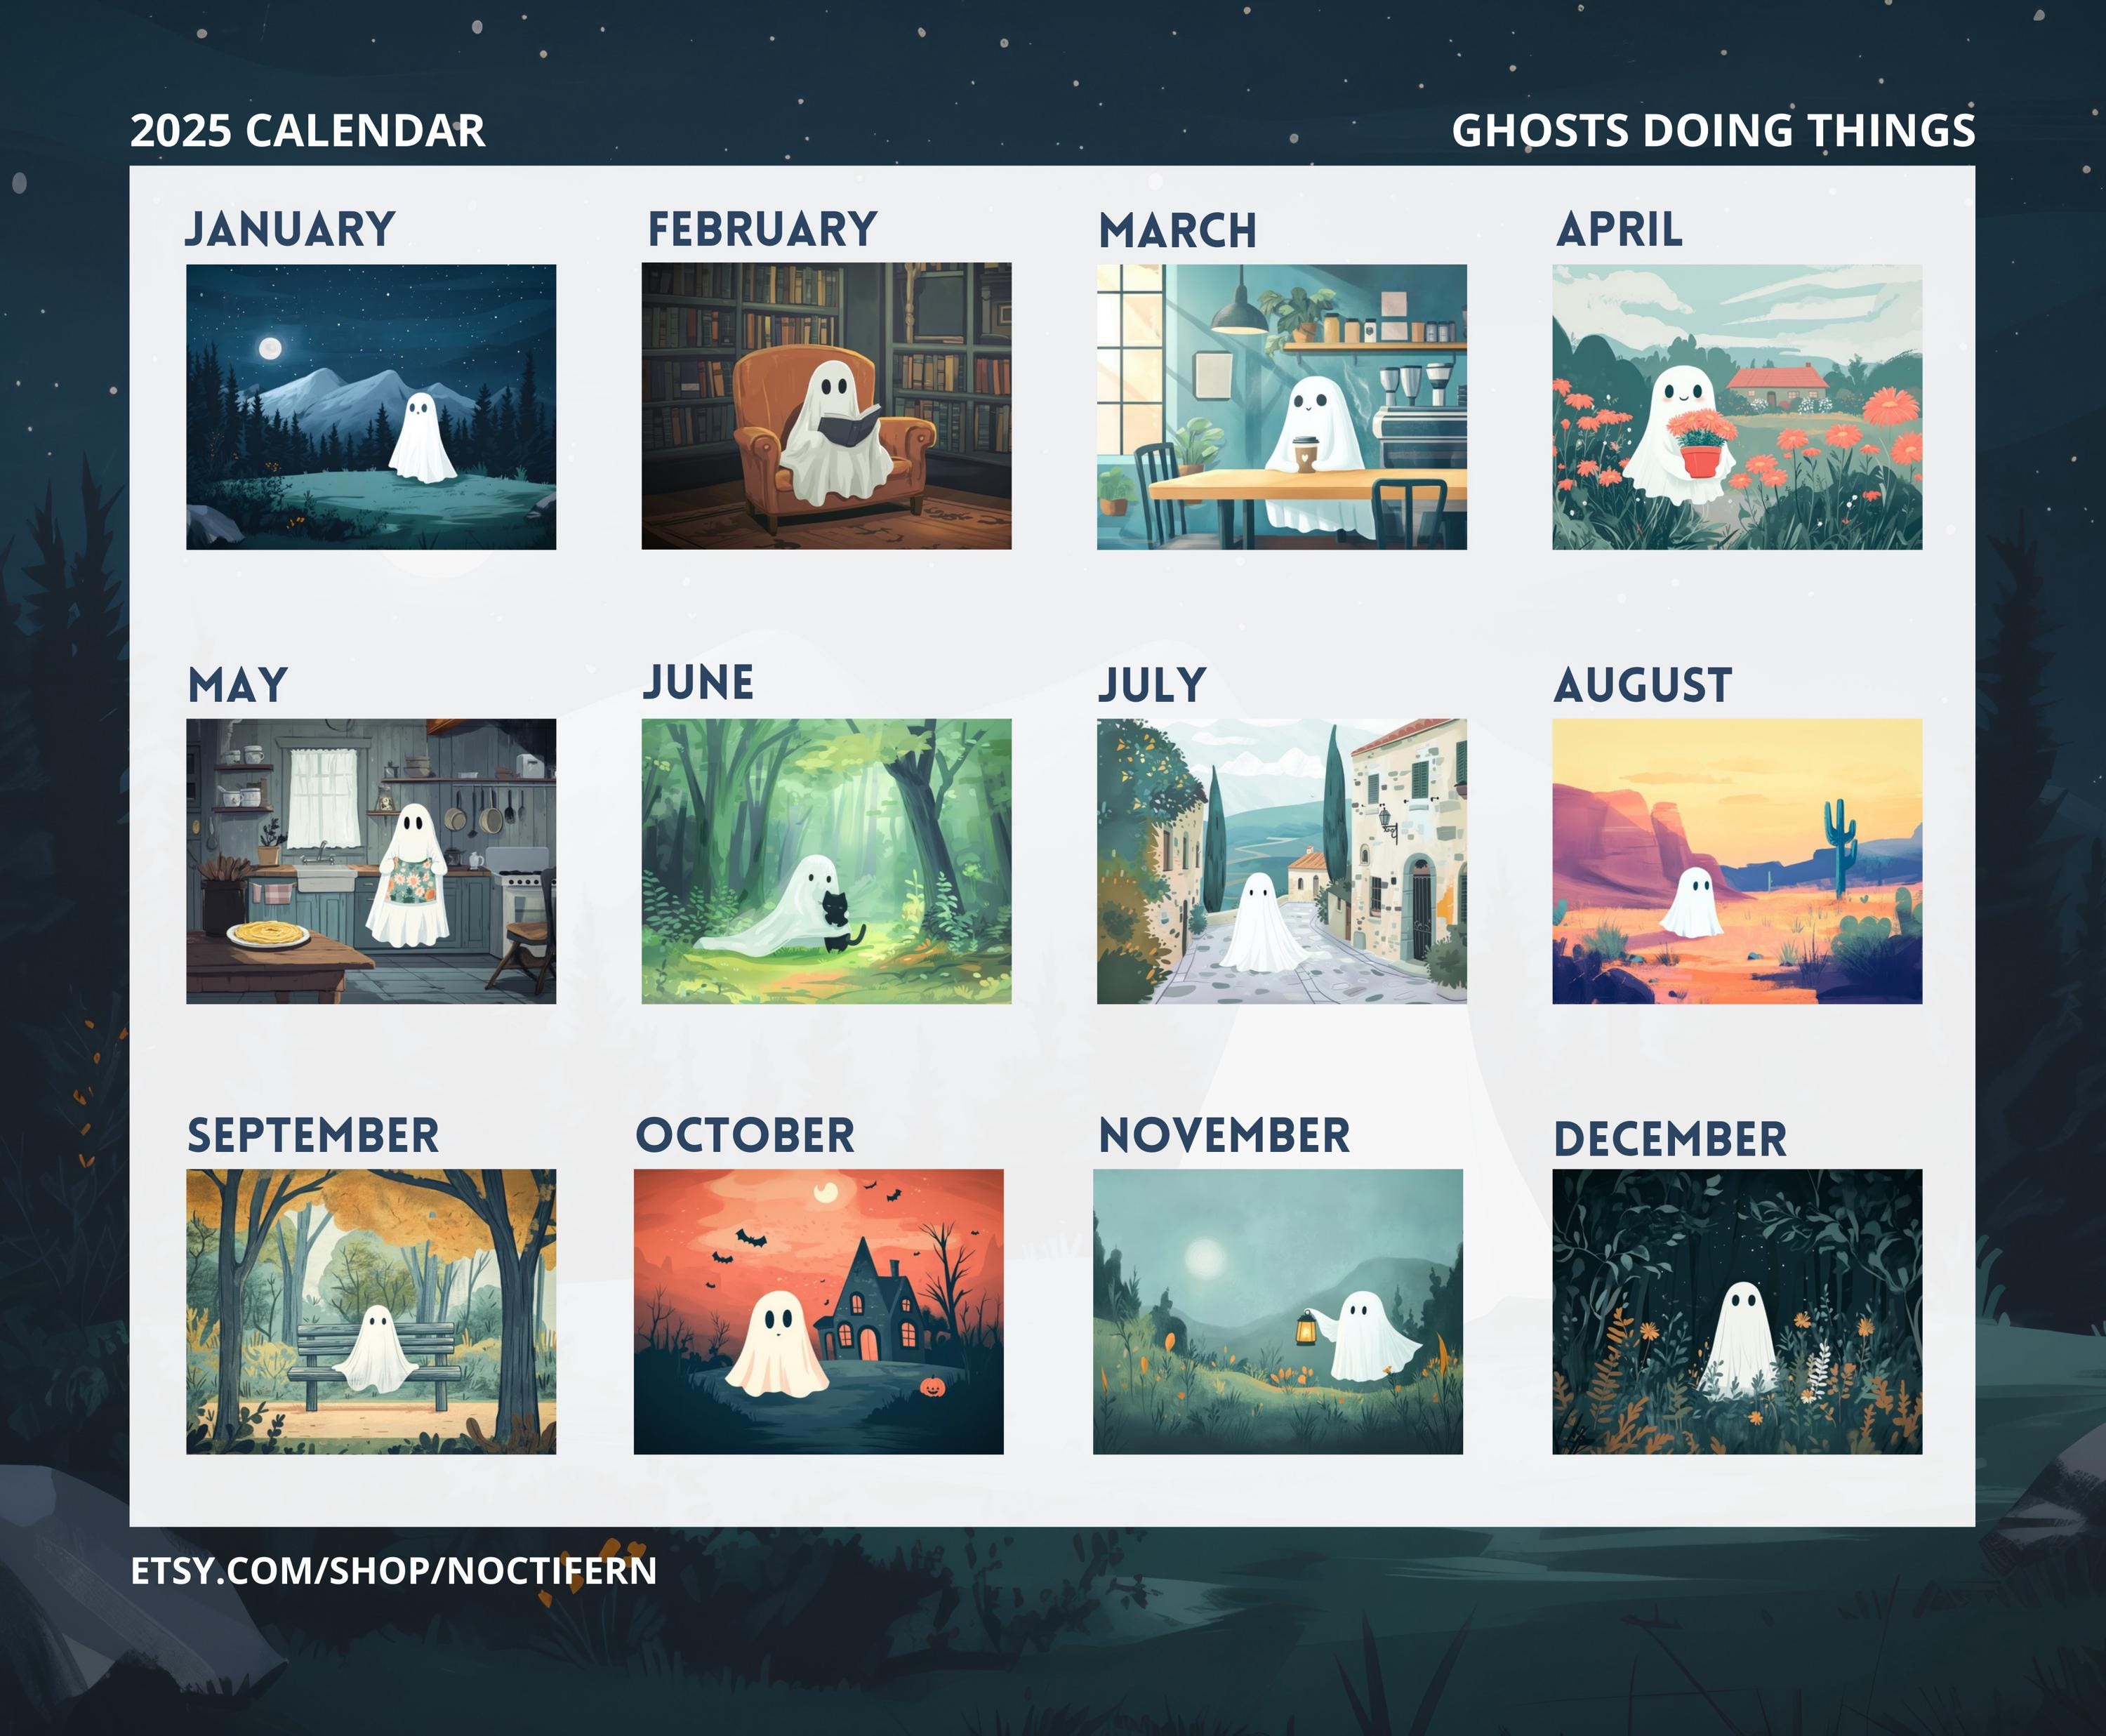 2025 CALENDAR
GHOSTS DOING THINGS
JANUARY
FEBRUARY
MARCH
APRIL
MAY
JUNE
JULY
AUGUST
SEPTEMBER
OCTOBER
NOVEMBER
DECEMBER
ETSY.COM/SHOP/NOCTIFERN